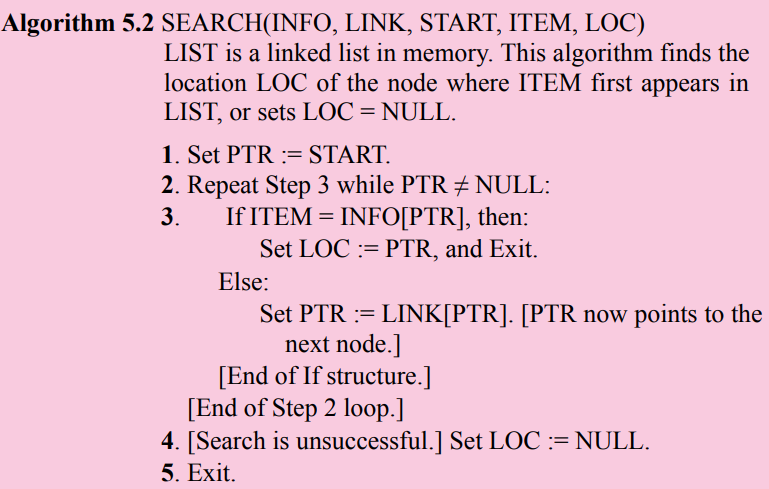 Algorithm 5.2 SEARCH(INFO, LINK, START, ITEM, LOC)
LIST is a linked list in memory. This algorithm finds the
location LOC of the node where ITEM first appears in
LIST, or sets LOC = NULL.
1. Set PTR := START.
2. Repeat Step 3 while PTR ≠ NULL:
3. If ITEM = INFO[PTR], then:
Set LOC := PTR, and Exit.
Else:
Set PTR := LINK[PTR]. [PTR now points to the
next node.]
[End of If structure.]
[End of Step 2 loop.]
4. [Search is unsuccessful.] Set LOC := NULL.
5. Exit.